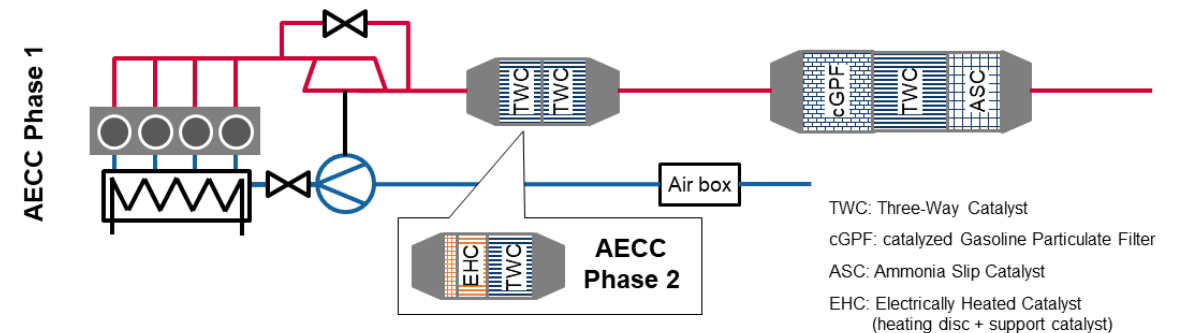 AECC Phase 1
TWC
TWC
cGPF
TWC
ASC
Air box
EHC
TWC
AECC
Phase 2
TWC: Three-Way Catalyst
cGPF: catalyzed Gasoline Particulate Filter
ASC: Ammonia Slip Catalyst
EHC: Electrically Heated Catalyst
(heating disc + support catalyst)